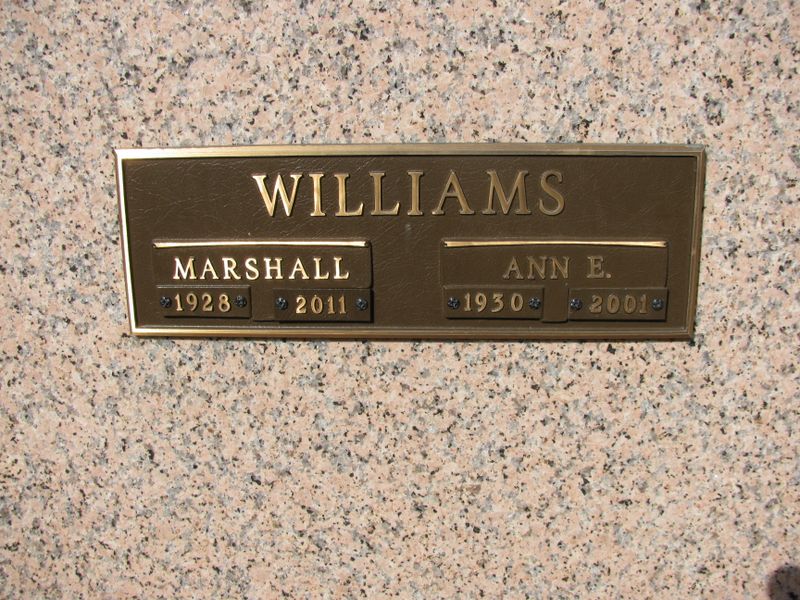 WILLIAMS
MARSHALL
1928 2011
ANN E.
1930 2001